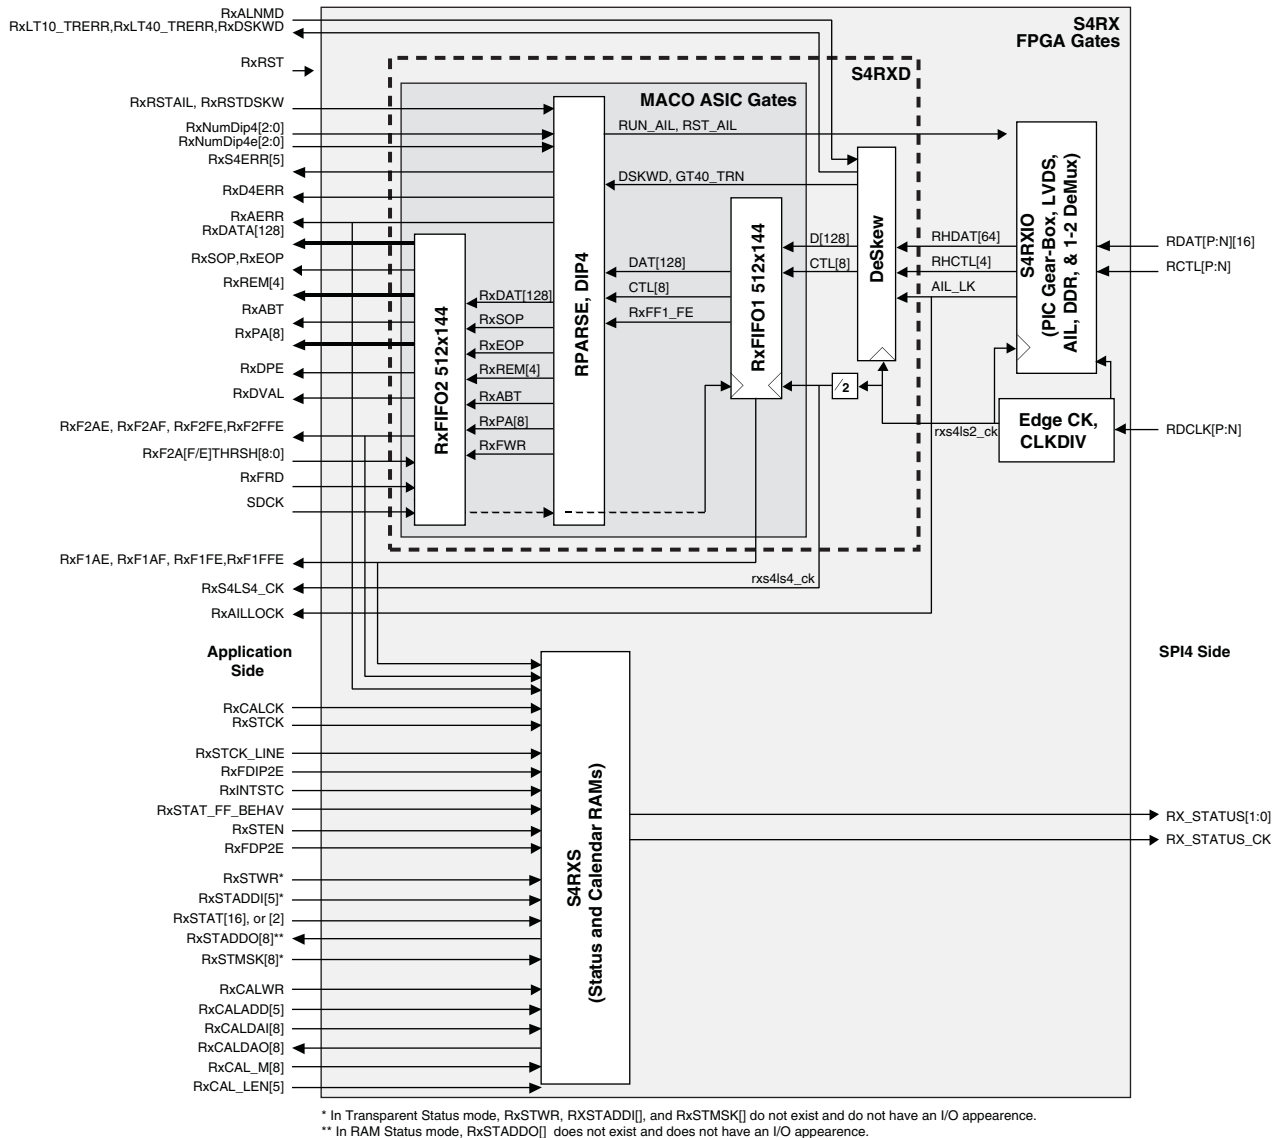 RxALNMD
RxLT10_TRERR,RxLT40_TRERR,RxDSKWD
RxRST
RxRSTAIL, RxRSTDSKW
RxNumDip4[2:0]
RxNumDip4e[2:0]
RxS4ERR[5]
RxD4ERR
RxAERR
RxDATA[128]
RxSOP,RxEOP
RxREM[4]
RxABT
RxPA[8]
RxDPE
RxDVAL
RxF2AE, RxF2AF, RxF2FE,RxF2FFE
RxF2A[F/E]THRSH[8:0]
RxFRD
SDCK
RxF1AE, RxF1AF, RxF1FE,RxF1FFE
RxS4LS4_CK
RxAILLOCK
Application
Side
RxCALCK
RxSTCK
RxSTCK_LINE
RxFDIP2E
RxINTSTC
RxSTAT_FF_BEHAV
RxSTEN
RxFDP2E
RxSTWR*
RxSTADDI[5]*
RxSTAT[16], or [2]
RxSTADDO[8]**
RxSTMSK[8]*
RxCALWR
RxCALADD[5]
RxCALDAI[8]
RxCALDAO[8]
RxCAL_M[8]
RxCAL_LEN[5]
S4RX
FPGA Gates
S4RXD
MACO ASIC Gates
RxFIFO2 512x144
RxDAT[128]
RxSOP
RxEOP
RxREM[4]
RxABT
RxPA[8]
RxFWR
RPARSE, DIP4
RUN_AIL, RST_AIL
DSKWD, GT40_TRN
DAT[128]
CTL[8]
RxFF1_FE
RxFIFO1 512x144
D[128]
CTL[8]
DeSkew
/2
RHDAT[64]
RHCTL[4]
AIL_LK
S4RXIO
(PIC Gear-Box, LVDS,
AIL, DDR, & 1-2 DeMux)
rxs4ls2_ck
Edge CK,
CLKDIV
rxs4ls4_ck
RDAT[P:N][16]
RCTL[P:N]
RDCLK[P:N]
SPI4 Side
S4RXS
(Status and Calendar RAMs)
RX_STATUS[1:0]
RX_STATUS_CK
* In Transparent Status mode, RxSTWR, RXSTADDI[], and RxSTMSK[] do not exist and do not have an I/O appearence.
** In RAM Status mode, RxSTADDO[] does not exist and does not have an I/O appearence.